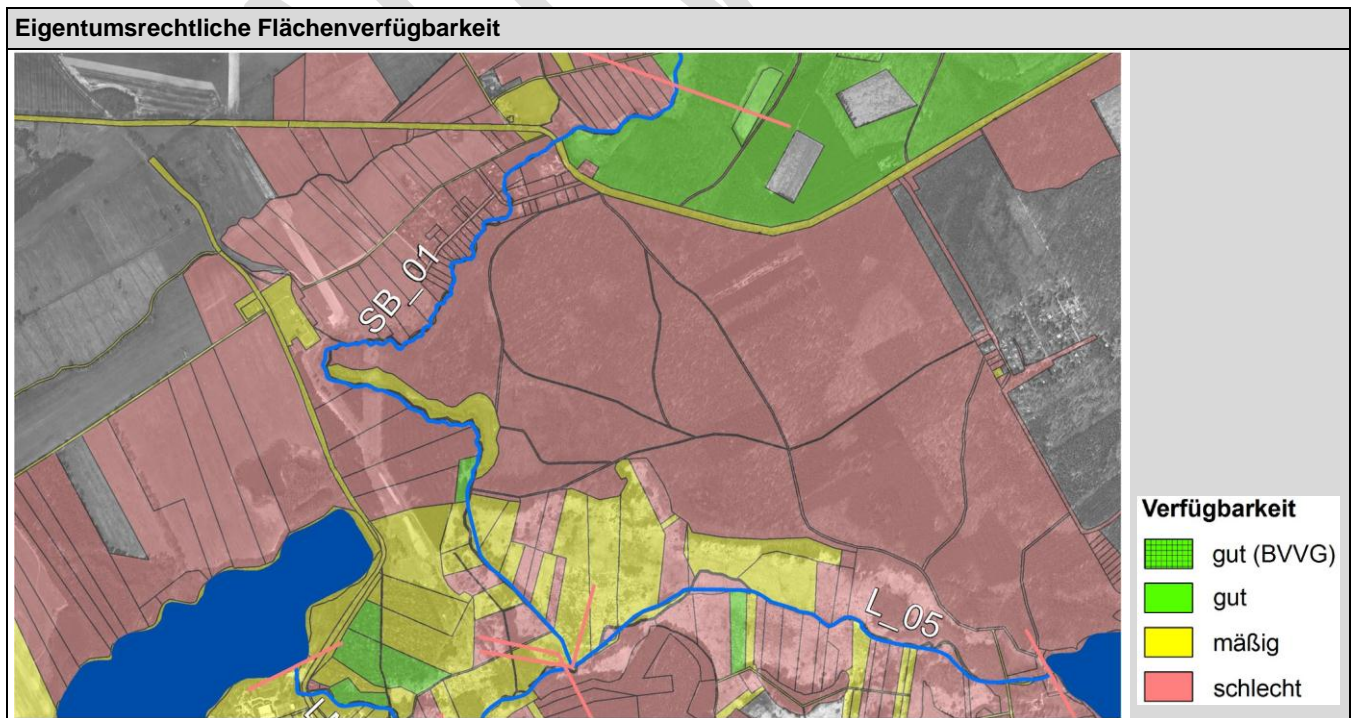 Eigentumsrechtliche Flächenverfügbarkeit
SB_01
L_05
Verfügbarkeit
gut (BVVG)
gut
mäßig
schlecht